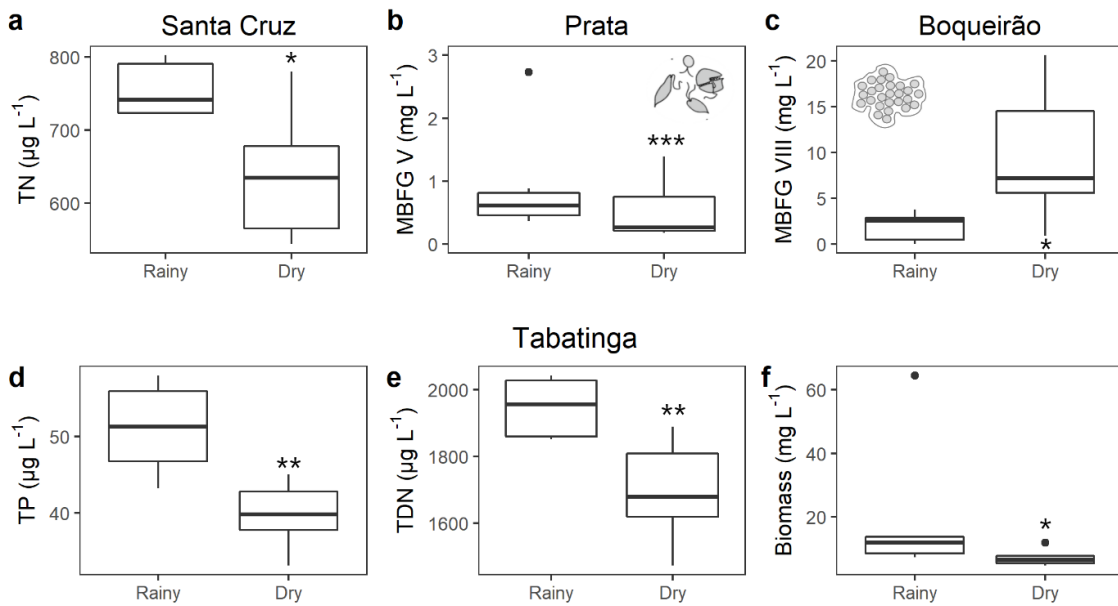 a Santa Cruz
TN (µg L⁻¹)
800
700
600
*
Rainy Dry
b Prata
MBFG V (mg L⁻¹)
3
2
1
0
***
Rainy Dry
c Boqueirão
MBFG VIII (mg L⁻¹)
20
15
10
5
0
*
Rainy Dry
Tabatinga
d
TP (µg L⁻¹)
50
40
**
Rainy Dry
e
TDN (µg L⁻¹)
2000
1800
1600
**
Rainy Dry
f
Biomass (mg L⁻¹)
60
40
20
*
Rainy Dry